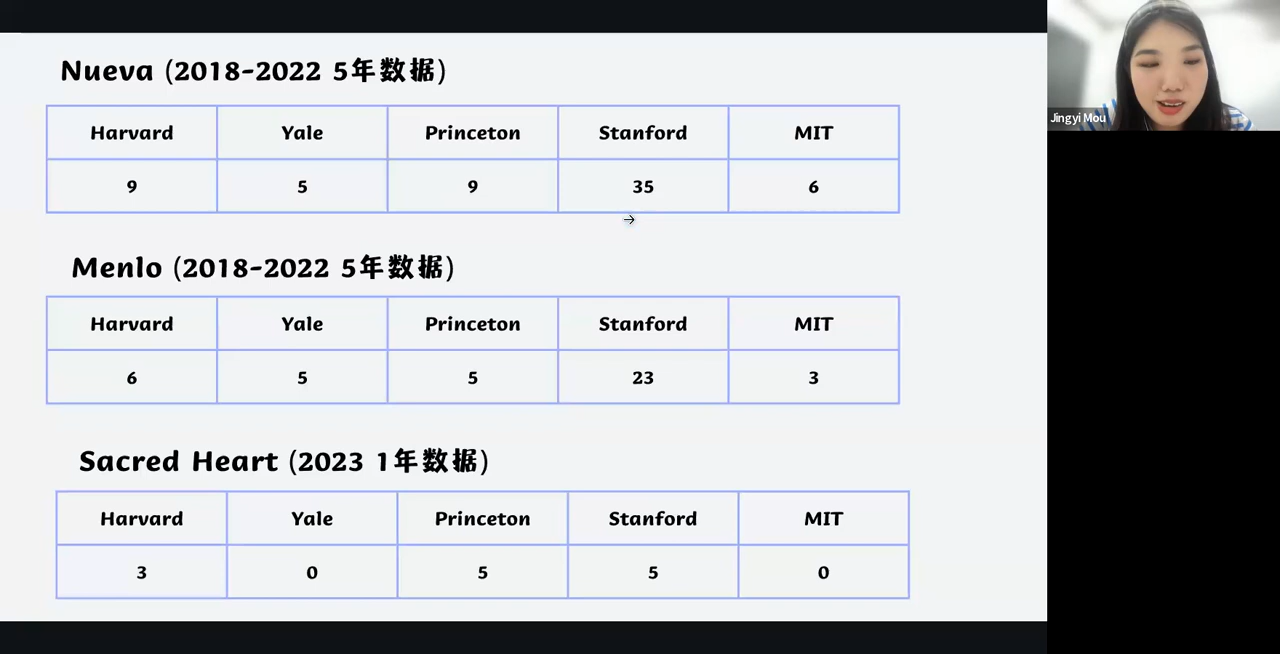 Nueva (2018-2022 5年数据)
Harvard Yale Princeton Stanford MIT
9 5 9 35 6
Menlo (2018-2022 5年数据)
Harvard Yale Princeton Stanford MIT
6 5 5 23 3
Sacred Heart (2023 1年数据)
Harvard Yale Princeton Stanford MIT
3 0 5 5 0
Jingyi Mou